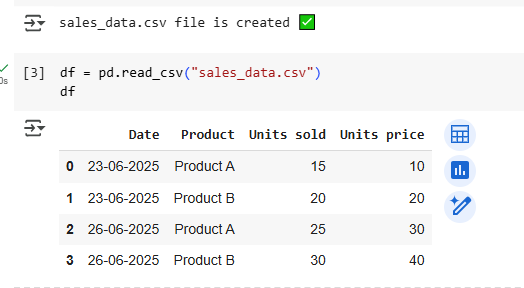 sales_data.csv file is created ✅
[3] df = pd.read_csv("sales_data.csv")
0s
df
Date Product Units sold Units price
0 23-06-2025 Product A 15 10
1 23-06-2025 Product B 20 20
2 26-06-2025 Product A 25 30
3 26-06-2025 Product B 30 40